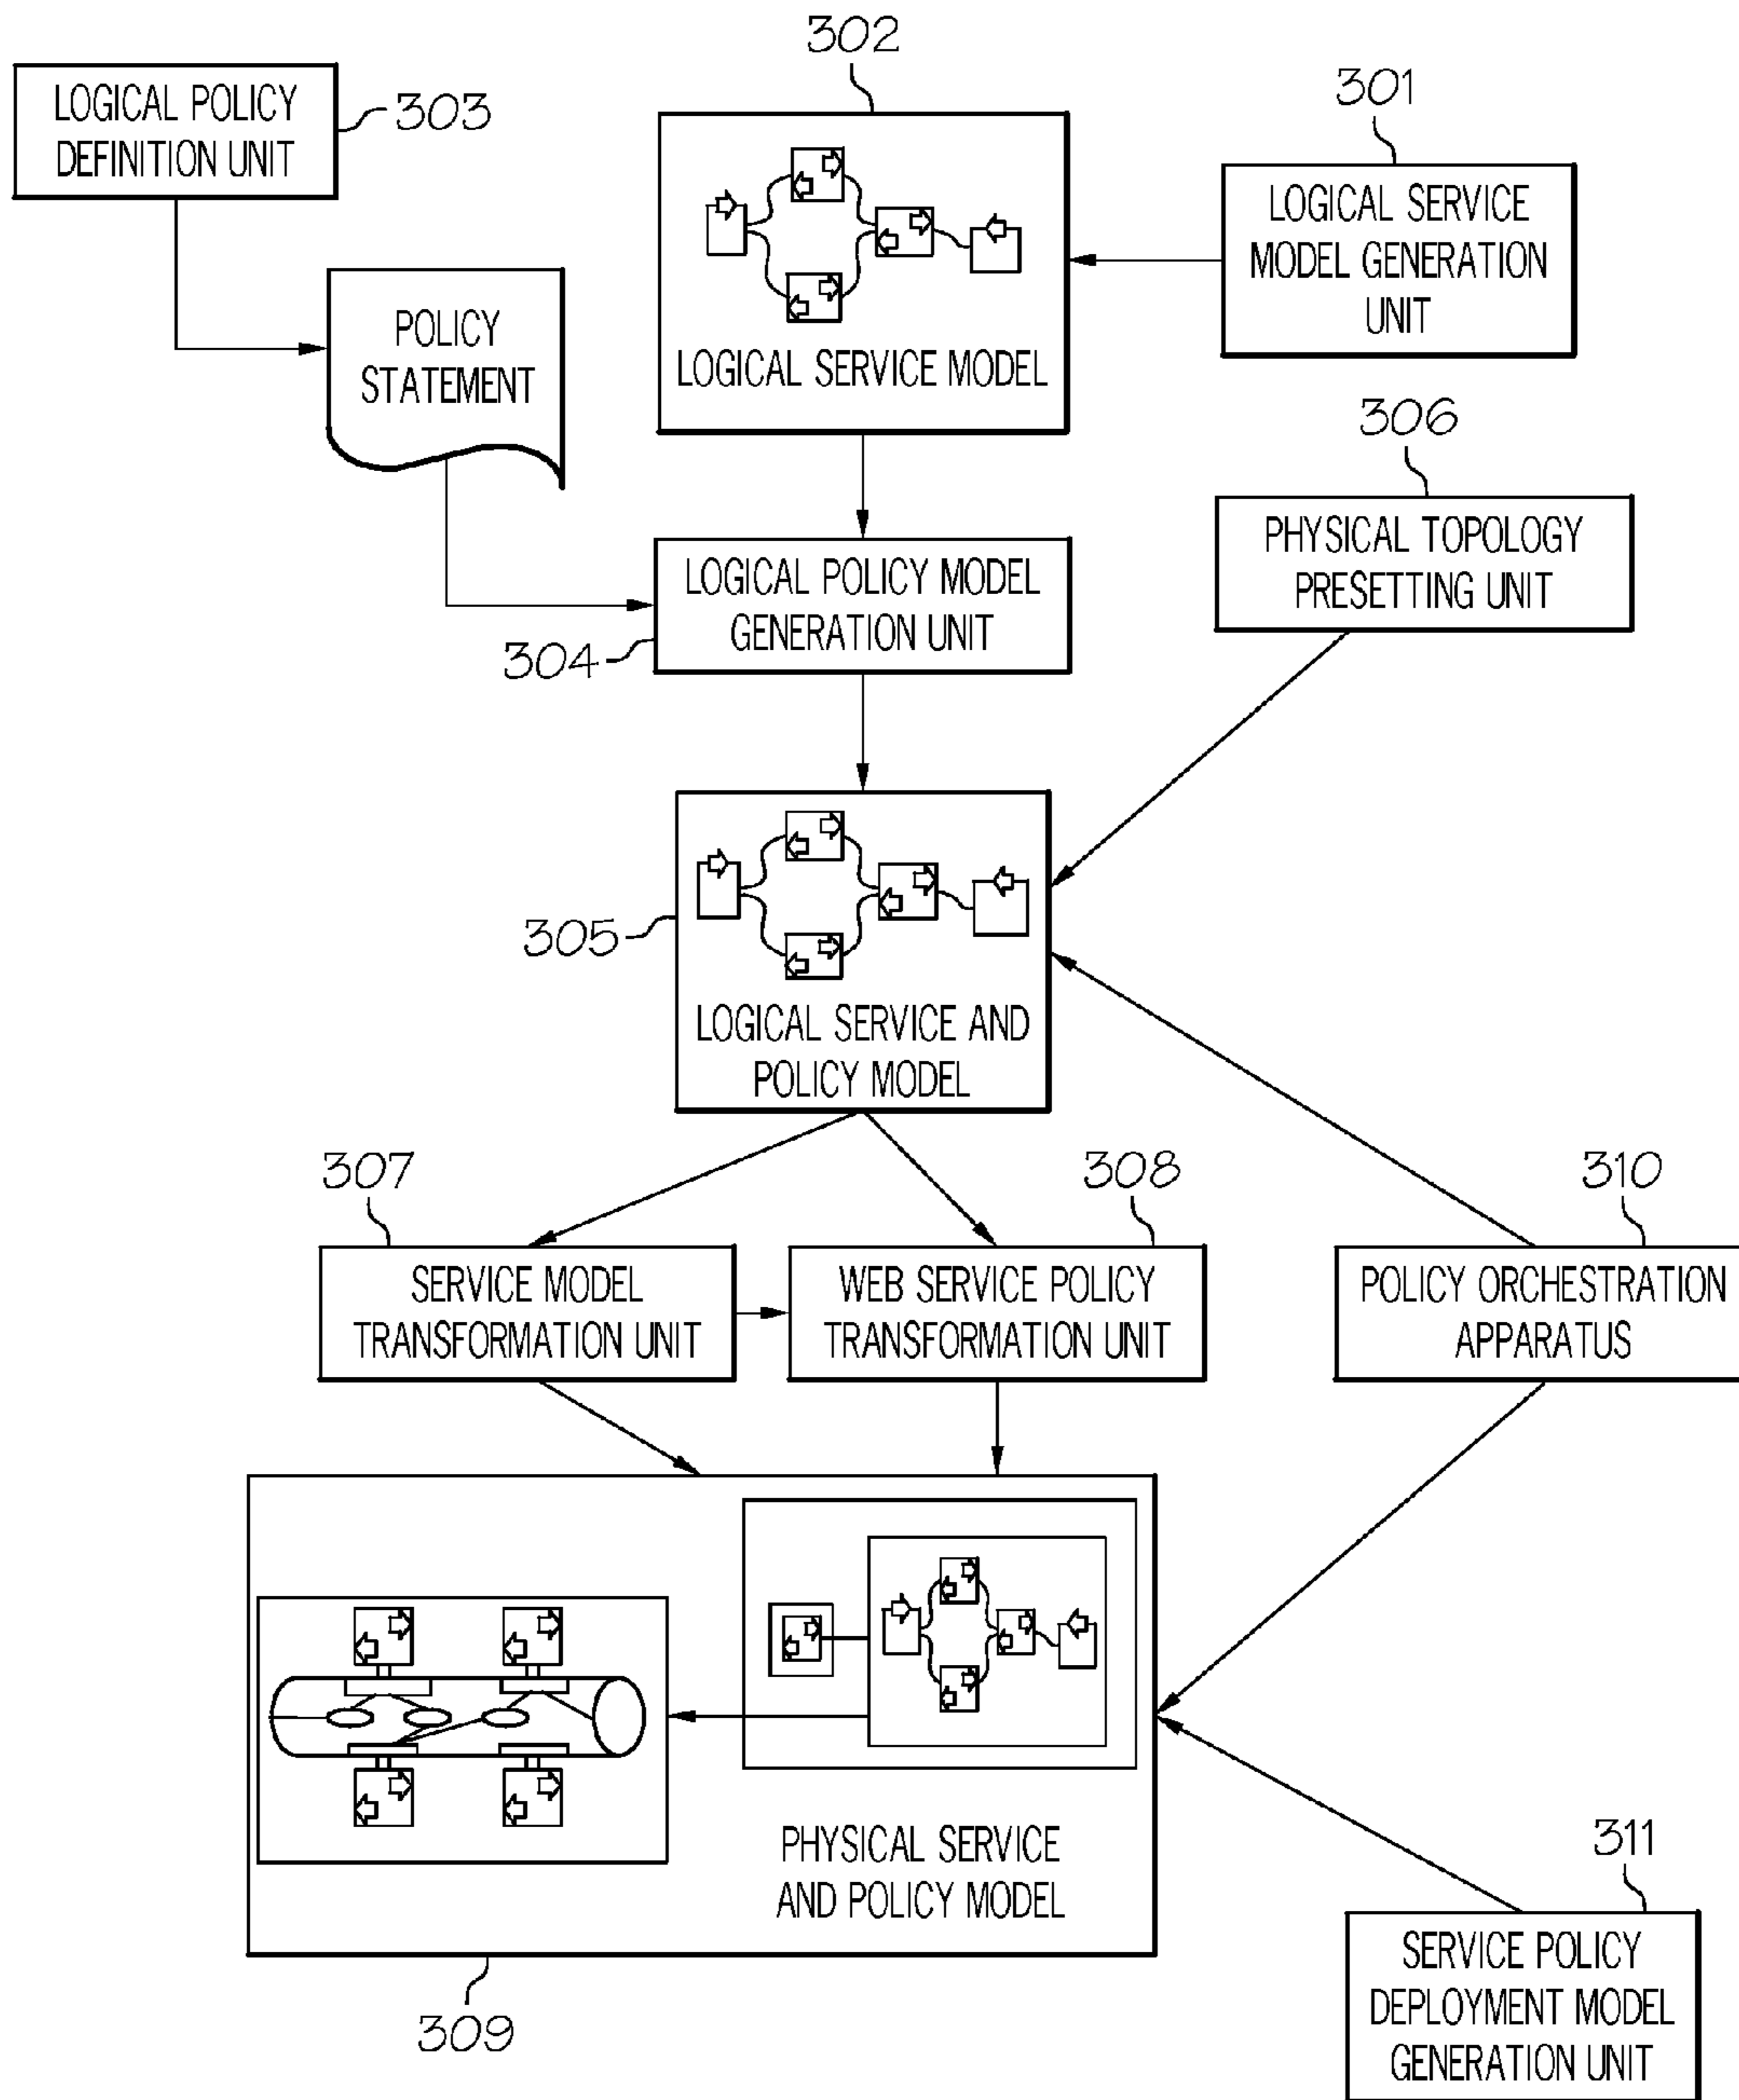 302
LOGICAL POLICY
DEFINITION UNIT
303
301
LOGICAL SERVICE
MODEL GENERATION
UNIT
POLICY
STATEMENT
LOGICAL SERVICE MODEL
306
PHYSICAL TOPOLOGY
PRESETTING UNIT
LOGICAL POLICY MODEL
GENERATION UNIT
304
305
LOGICAL SERVICE AND
POLICY MODEL
307
308
310
SERVICE MODEL
TRANSFORMATION UNIT
WEB SERVICE POLICY
TRANSFORMATION UNIT
POLICY ORCHESTRATION
APPARATUS
PHYSICAL SERVICE
AND POLICY MODEL
309
311
SERVICE POLICY
DEPLOYMENT MODEL
GENERATION UNIT